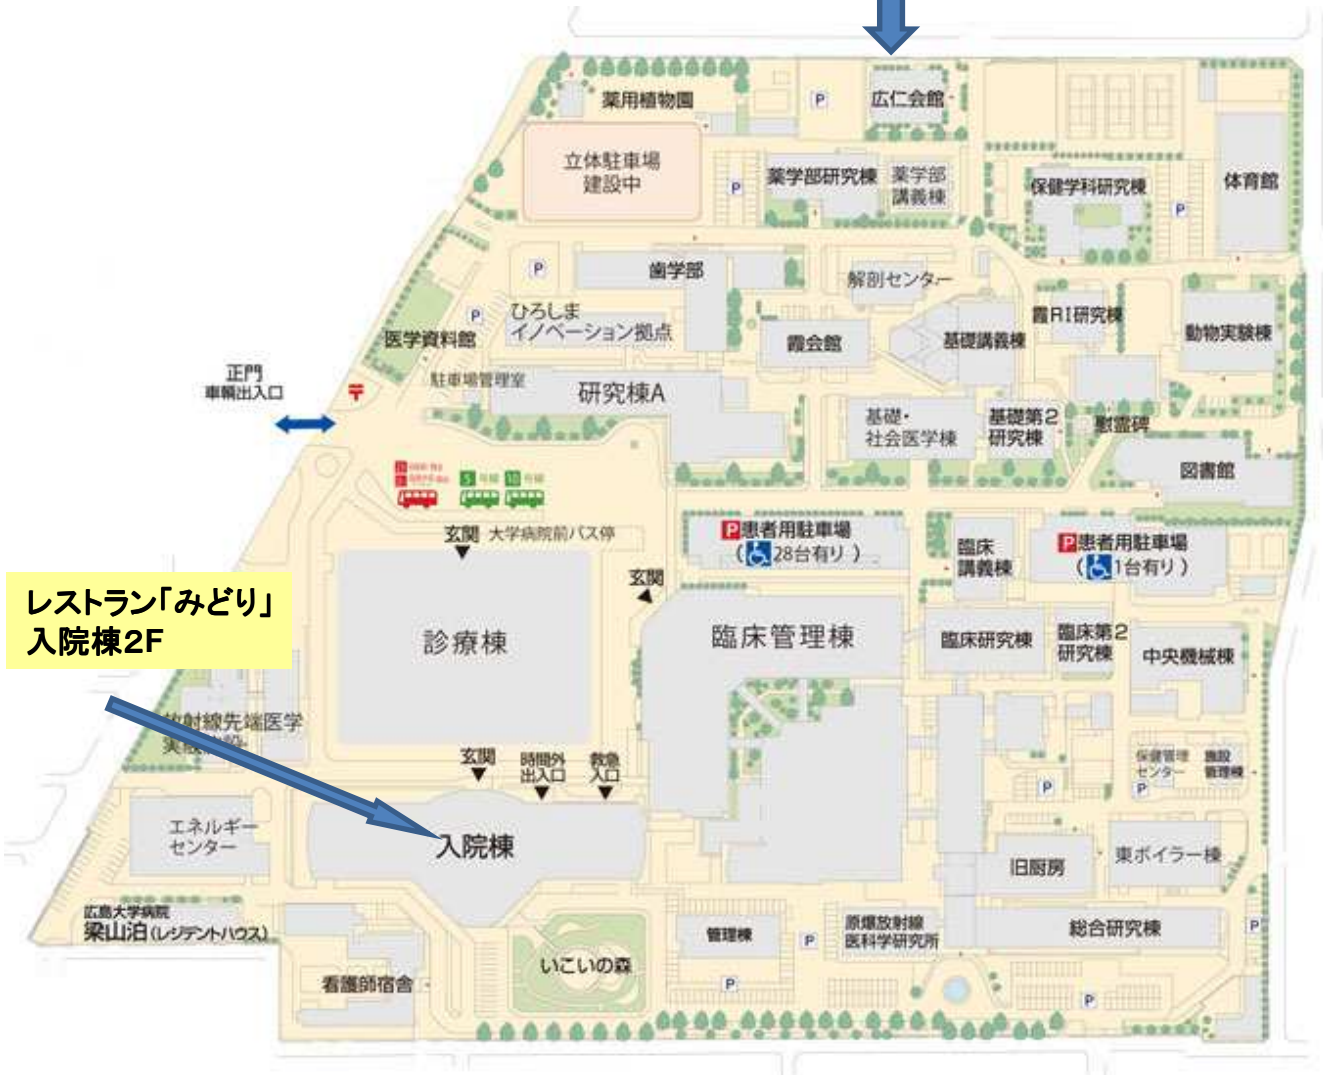 薬用植物園
P
広仁会館
立体駐車場
建設中
P
薬学部研究棟
薬学部
講義棟
保健学科研究棟
P
体育館
P
歯学部
解剖センター
P
ひろしま
イノベーション拠点
医学資料館
霞会館
基礎講義棟
霞RI研究棟
動物実験棟
正門
車輌出入口
〒
駐車場管理室
研究棟A
基礎・
社会医学棟
基礎第2
研究棟
慰霊碑
図書館
5 号線 10 号線
玄関 大学病院前バス停
P患者用駐車場
(28台有り)
臨床
講義棟
P患者用駐車場
(1台有り)
玄関
レストラン「みどり」
入院棟2F
診療棟
臨床管理棟
臨床研究棟
臨床第2
研究棟
中央機械棟
放射線先端医学
玄関
時間外
出入口
救急
入口
保健管理
センター
施設
管理棟
P
P
エネルギー
センター
入院棟
旧厨房
東ボイラー棟
広島大学病院
梁山泊(レジデントハウス)
管理棟
P
原爆放射線
医科学研究所
総合研究棟
P
看護師宿舎
いこいの森
P
P